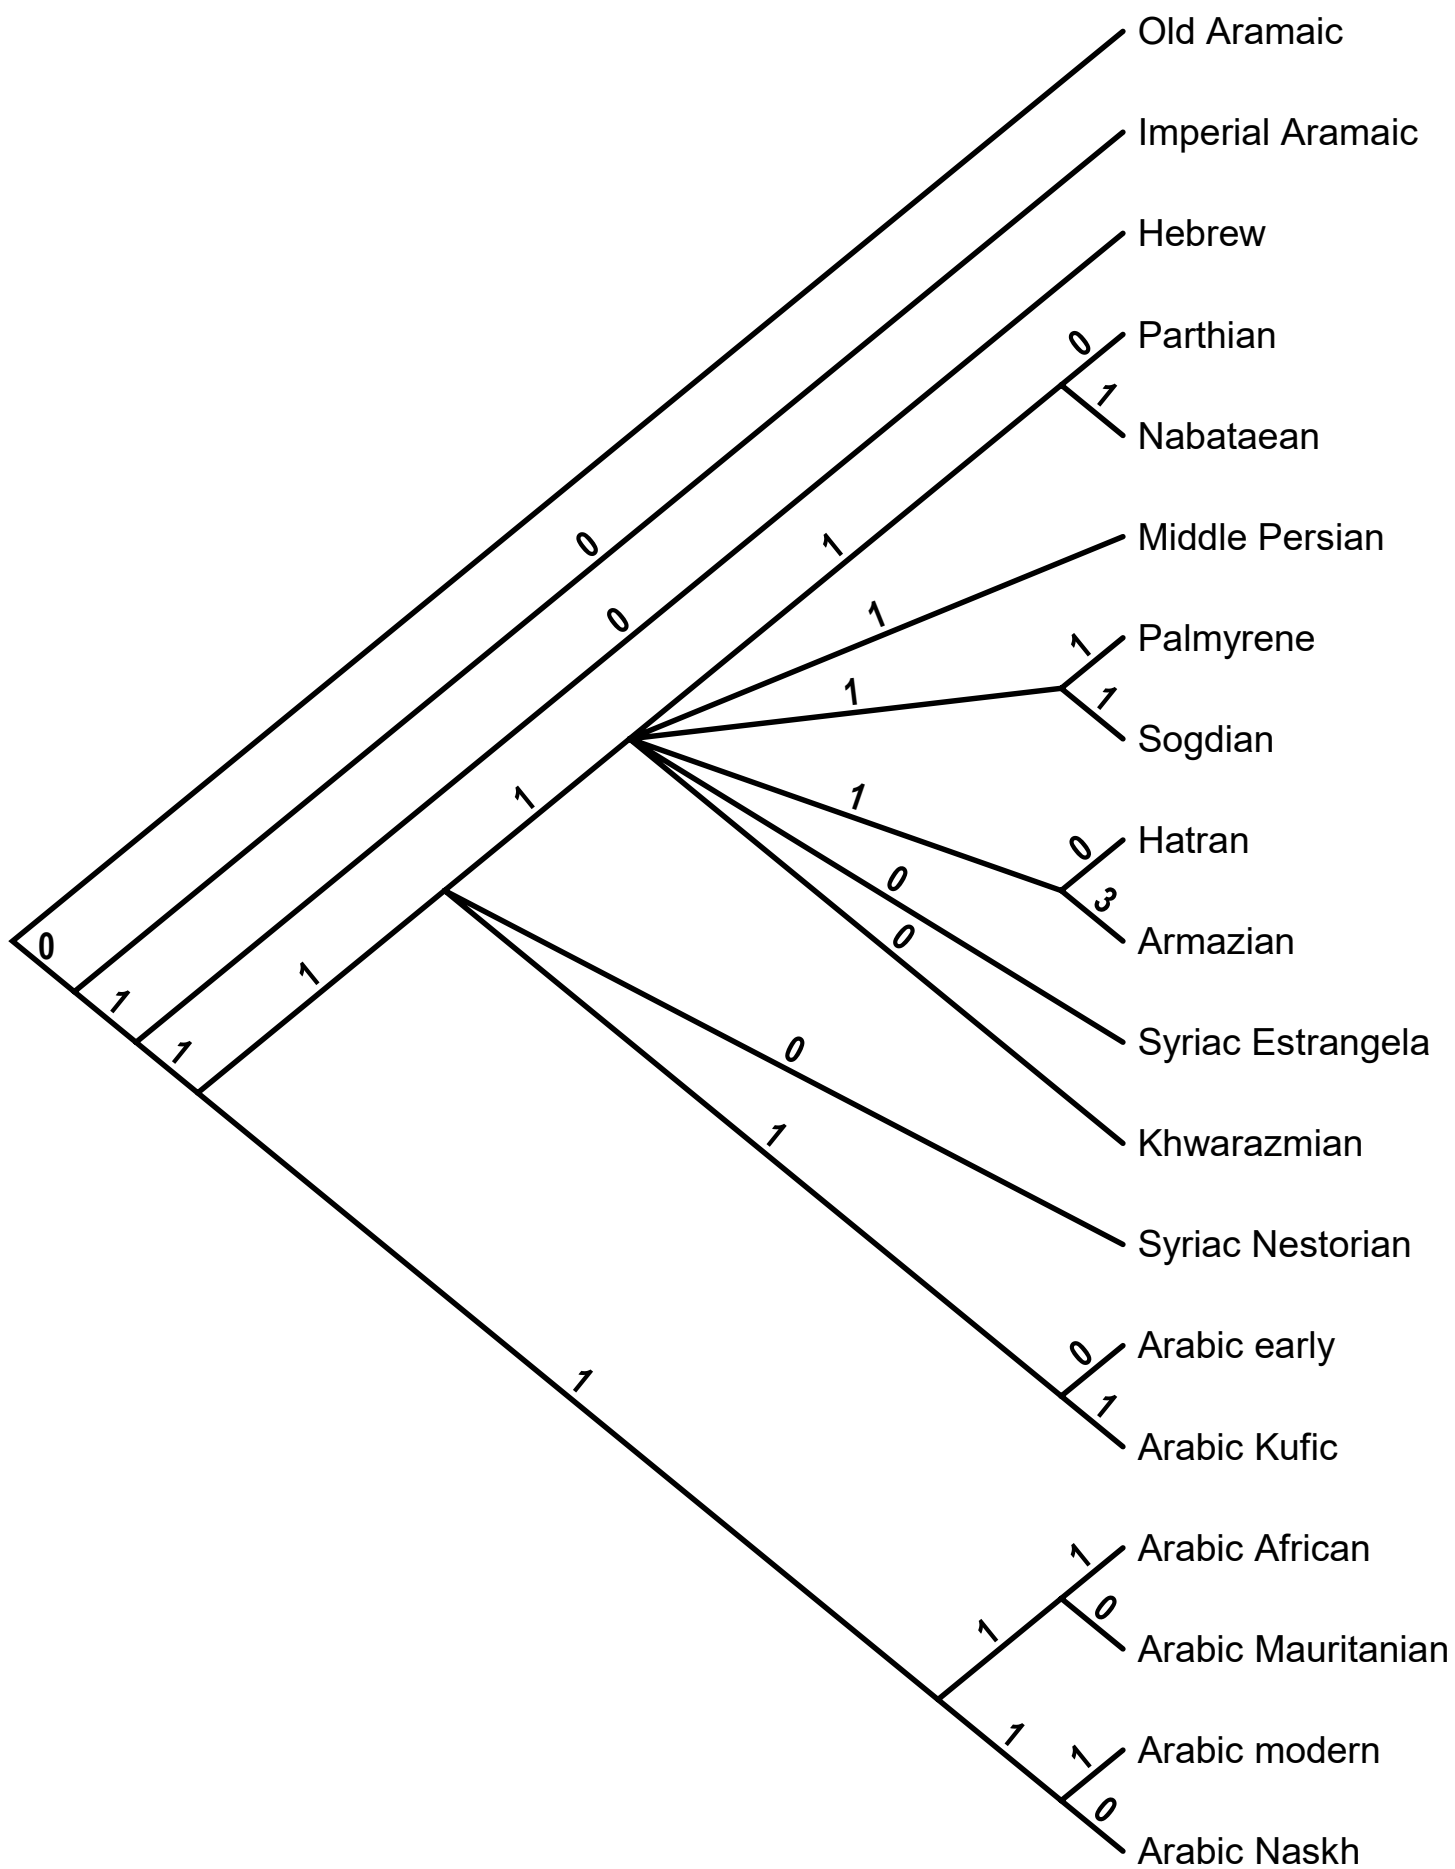 Old Aramaic
Imperial Aramaic
Hebrew
0 Parthian
1
Nabataean
0 1
Middle Persian
1
0
1 Palmyrene
1
1
Sogdian
1
1
0 Hatran
0
3
0
Armazian
0
1
1
Syriac Estrangela
0
1
1
Khwarazmian
Syriac Nestorian
0 Arabic early
1
1
Arabic Kufic
1 Arabic African
0
1
Arabic Mauritanian
1
1 Arabic modern
0
Arabic Naskh